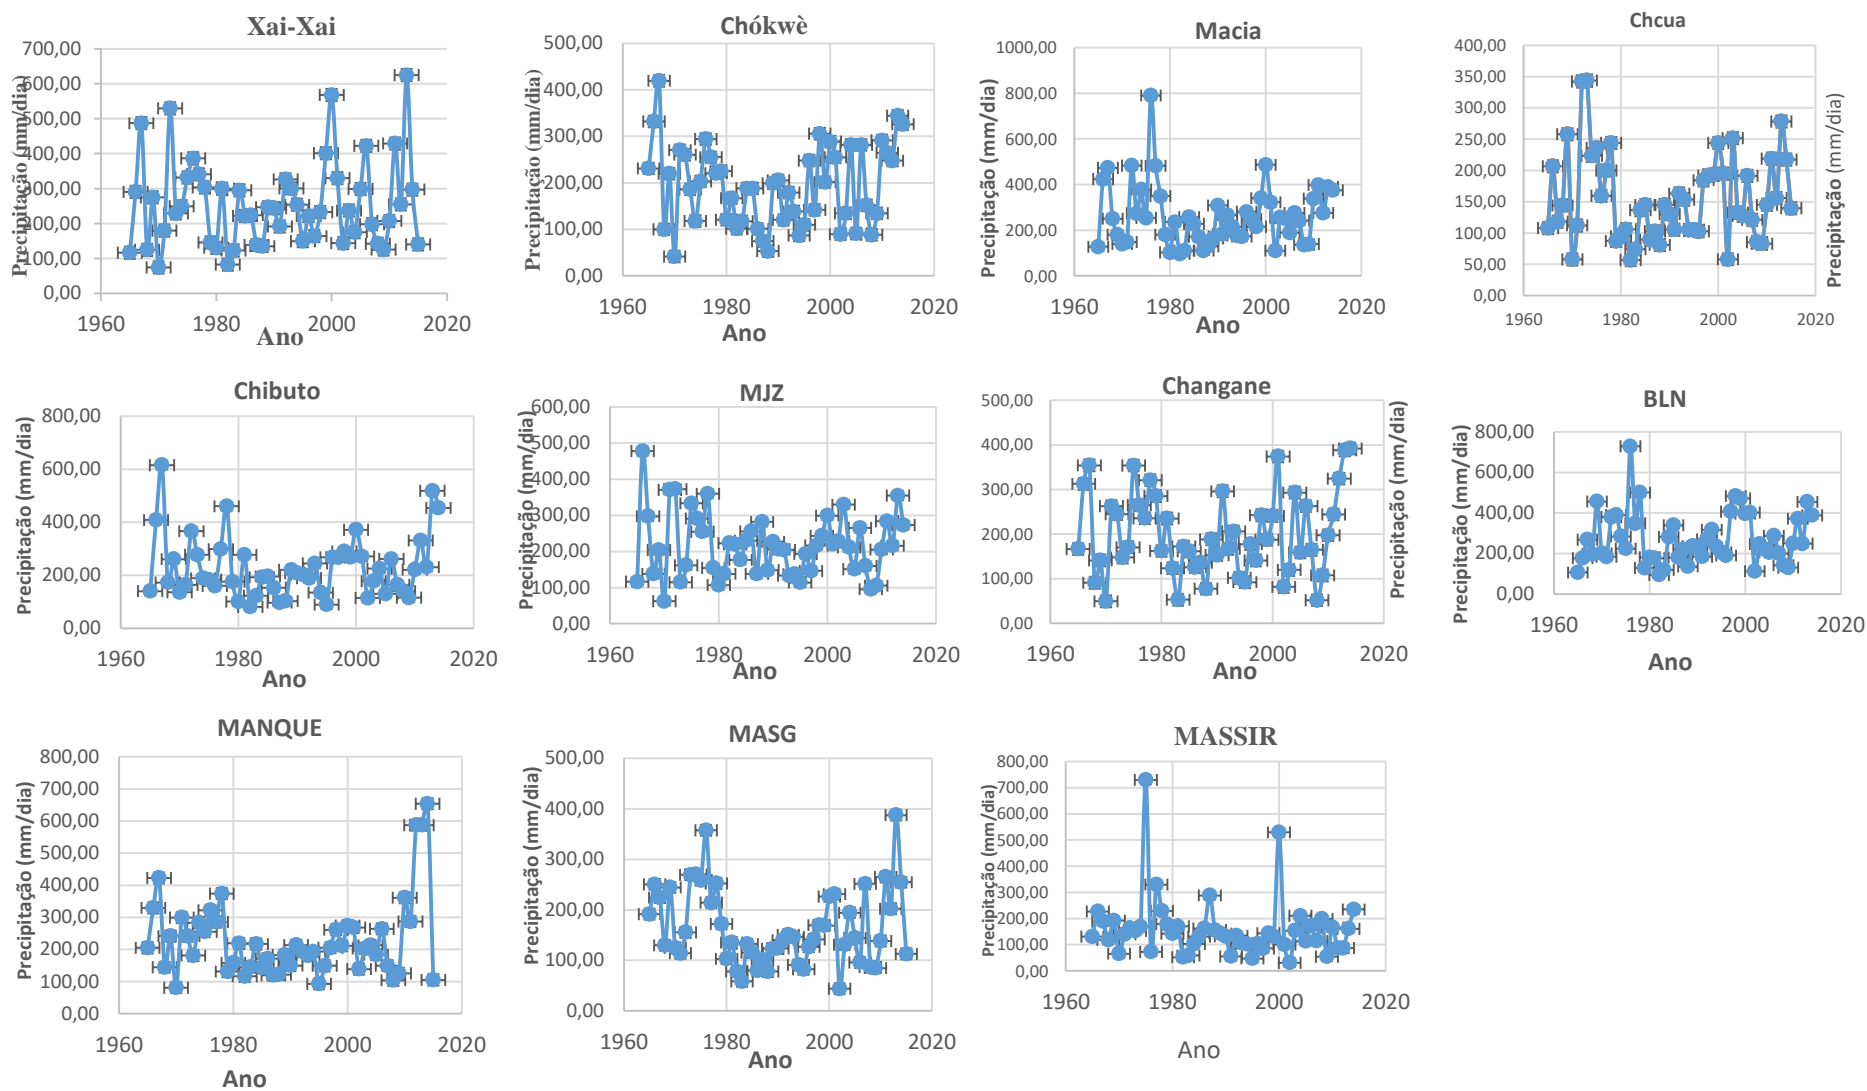 Xai-Xai
Precipitação (mm/dia)
700,00
600,00
500,00
400,00
300,00
200,00
100,00
0,00
1960 1980 2000 2020
Ano
Chókwè
Precipitação (mm/dia)
500,00
400,00
300,00
200,00
100,00
0,00
1960 1980 2000 2020
Ano
Macia
Precipitação (mm/dia)
1000,00
800,00
600,00
400,00
200,00
0,00
1960 1980 2000 2020
Ano
Chcua
400,00
350,00
300,00
250,00
200,00
150,00
100,00
50,00
0,00
1960 1980 2000 2020
Precipitação (mm/dia)
Chibuto
Precipitação (mm/dia)
800,00
600,00
400,00
200,00
0,00
1960 1980 2000 2020
Ano
MJZ
Precipitação (mm/dia)
600,00
500,00
400,00
300,00
200,00
100,00
0,00
1960 1980 2000 2020
Ano
Changane
500,00
400,00
300,00
200,00
100,00
0,00
1960 1980 2000 2020
Ano
Precipitação (mm/dia)
BLN
Precipitação (mm/dia)
800,00
600,00
400,00
200,00
0,00
1960 1980 2000 2020
Ano
MANQUE
Precipitação (mm/dia)
800,00
700,00
600,00
500,00
400,00
300,00
200,00
100,00
0,00
1960 1980 2000 2020
Ano
MASG
Precipitação (mm/dia)
500,00
400,00
300,00
200,00
100,00
0,00
1960 1980 2000 2020
Ano
MASSIR
Precipitação (mm/dia)
800,00
700,00
600,00
500,00
400,00
300,00
200,00
100,00
0,00
1960 1980 2000 2020
Ano